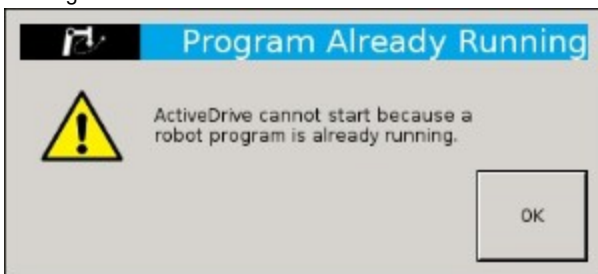 Program Already Running
ActiveDrive cannot start because a
robot program is already running.
OK